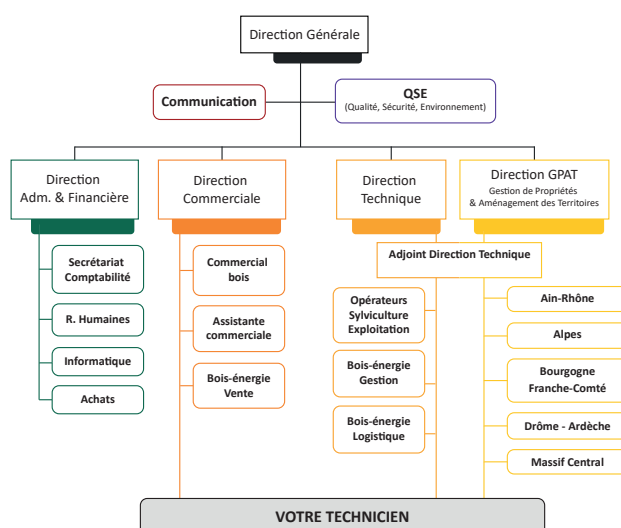 Direction Générale
Communication
QSE
(Qualité, Sécurité, Environnement)
Direction
Adm. & Financière
Direction
Commerciale
Direction
Technique
Direction GPAT
Gestion de Propriétés
& Aménagement des Territoires
Adjoint Direction Technique
Secrétariat
Comptabilité
R. Humaines
Informatique
Achats
Commercial
bois
Assistante
commerciale
Bois-énergie
Vente
Opérateurs
Sylviculture
Exploitation
Bois-énergie
Gestion
Bois-énergie
Logistique
Ain-Rhône
Alpes
Bourgogne
Franche-Comté
Drôme - Ardèche
Massif Central
VOTRE TECHNICIEN